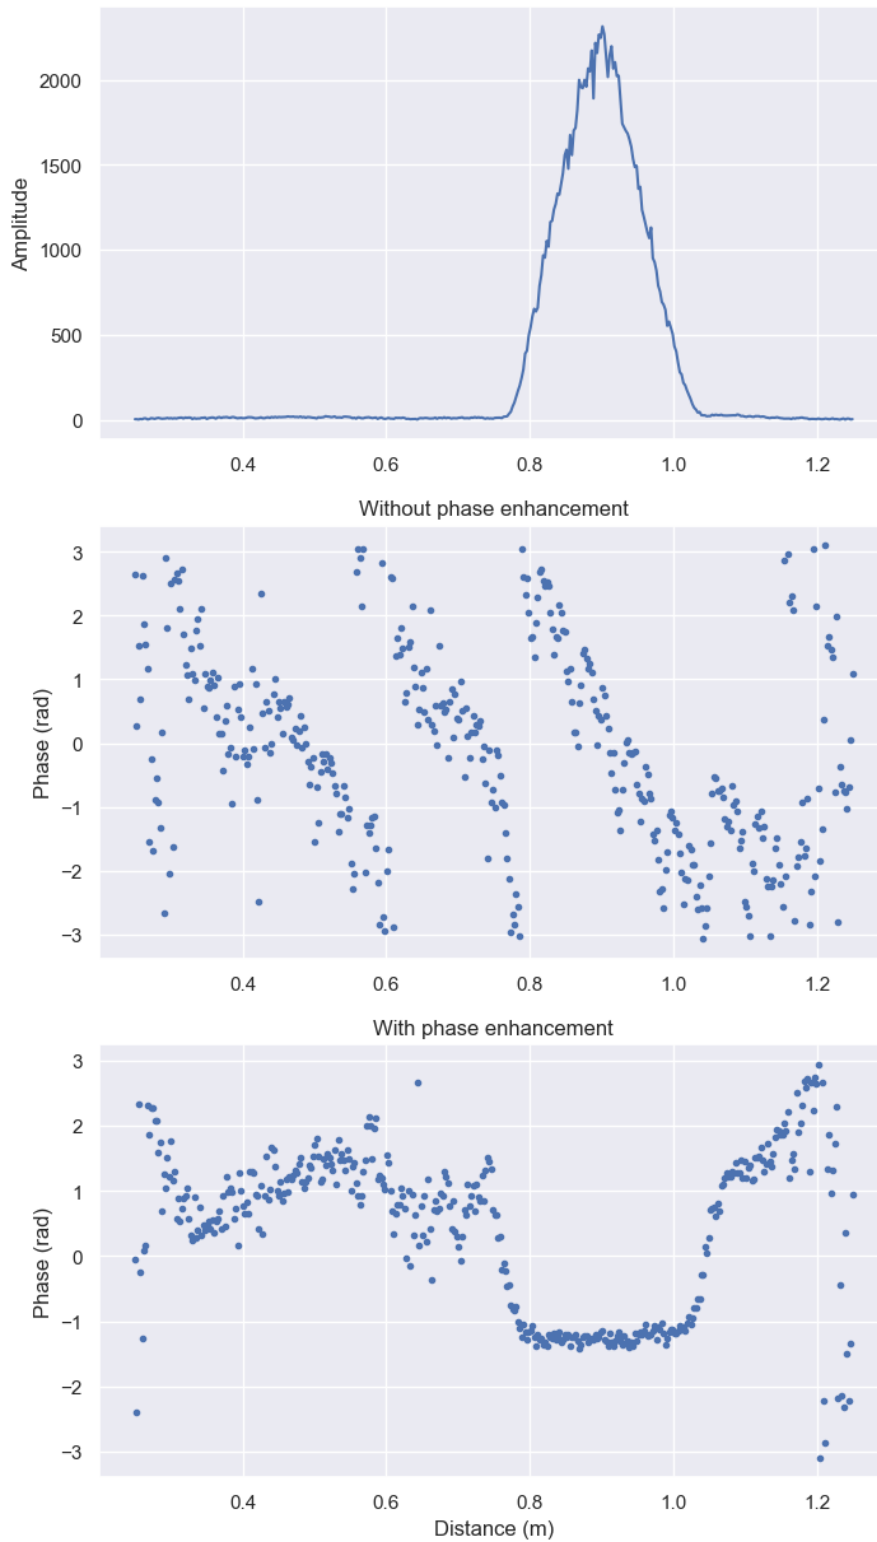 2000
1500
1000
500
0
Amplitude
0.4 0.6 0.8 1.0 1.2
Without phase enhancement
3
2
1
0
−1
−2
−3
Phase (rad)
0.4 0.6 0.8 1.0 1.2
With phase enhancement
3
2
1
0
−1
−2
−3
Phase (rad)
0.4 0.6 0.8 1.0 1.2
Distance (m)